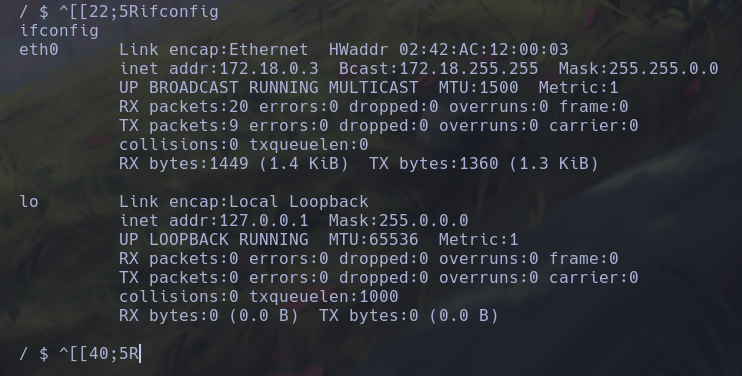 / $ ^[[22;5Rifconfig
ifconfig
eth0      Link encap:Ethernet  HWaddr 02:42:AC:12:00:03
          inet addr:172.18.0.3  Bcast:172.18.255.255  Mask:255.255.0.0
          UP BROADCAST RUNNING MULTICAST  MTU:1500  Metric:1
          RX packets:20 errors:0 dropped:0 overruns:0 frame:0
          TX packets:9 errors:0 dropped:0 overruns:0 carrier:0
          collisions:0 txqueuelen:0
          RX bytes:1449 (1.4 KiB)  TX bytes:1360 (1.3 KiB)

lo        Link encap:Local Loopback
          inet addr:127.0.0.1  Mask:255.0.0.0
          UP LOOPBACK RUNNING  MTU:65536  Metric:1
          RX packets:0 errors:0 dropped:0 overruns:0 frame:0
          TX packets:0 errors:0 dropped:0 overruns:0 carrier:0
          collisions:0 txqueuelen:1000
          RX bytes:0 (0.0 B)  TX bytes:0 (0.0 B)

/ $ ^[[40;5R